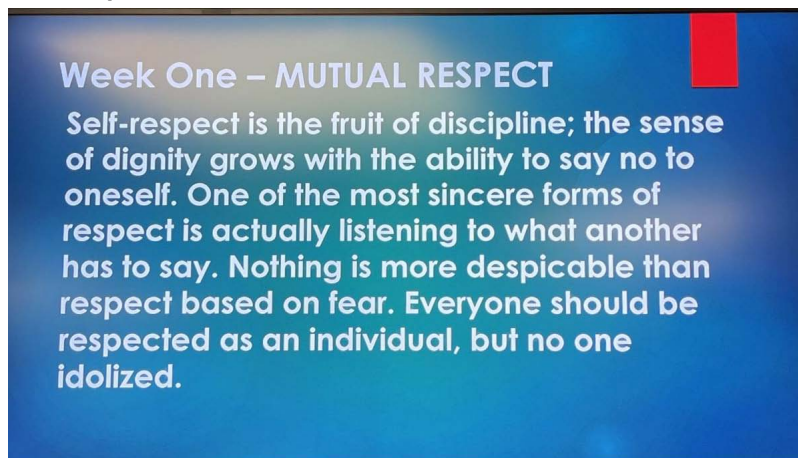 Week One – MUTUAL RESPECT
Self-respect is the fruit of discipline; the sense
of dignity grows with the ability to say no to
oneself. One of the most sincere forms of
respect is actually listening to what another
has to say. Nothing is more despicable than
respect based on fear. Everyone should be
respected as an individual, but no one
idolized.